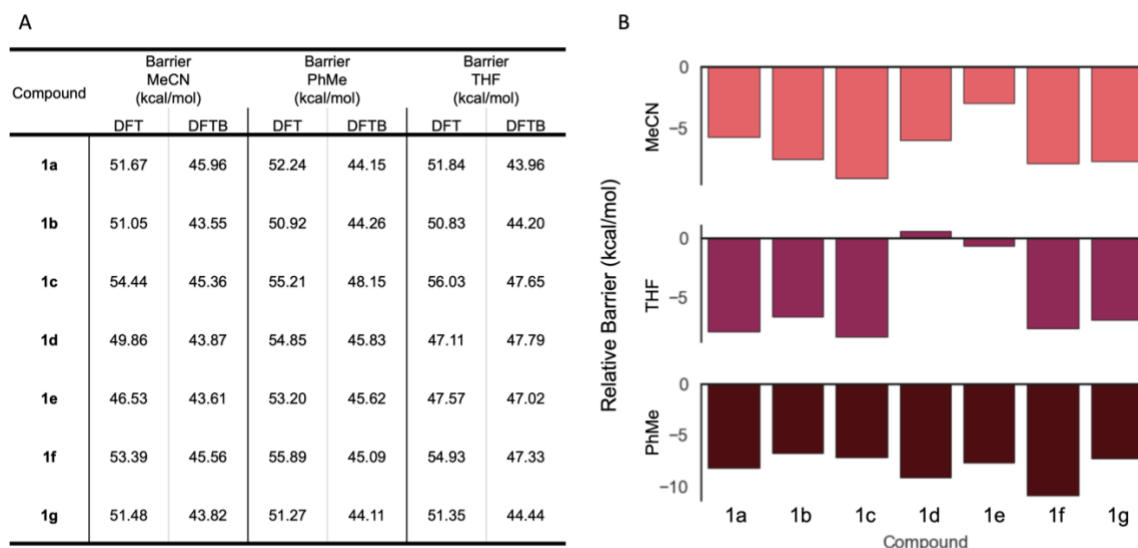 A
Compound Barrier MeCN (kcal/mol) Barrier PhMe (kcal/mol) Barrier THF (kcal/mol)
DFT DFTB DFT DFTB DFT DFTB
1a 51.67 45.96 52.24 44.15 51.84 43.96
1b 51.05 43.55 50.92 44.26 50.83 44.20
1c 54.44 45.36 55.21 48.15 56.03 47.65
1d 49.86 43.87 54.85 45.83 47.11 47.79
1e 46.53 43.61 53.20 45.62 47.57 47.02
1f 53.39 45.56 55.89 45.09 54.93 47.33
1g 51.48 43.82 51.27 44.11 51.35 44.44
B
Relative Barrier (kcal/mol)
MeCN
0
−5
THF
0
−5
PhMe
0
−5
−10
1a 1b 1c 1d 1e 1f 1g
Compound